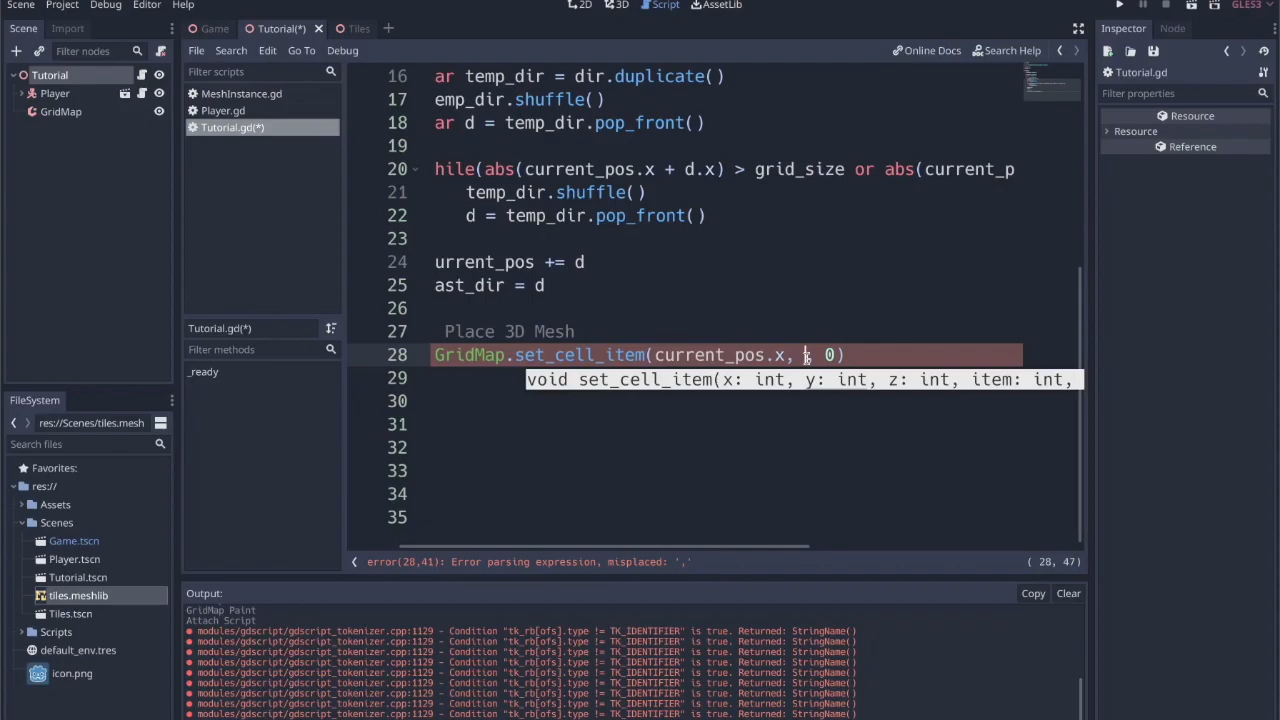 Scene Project Debug Editor Help 2D 3D Script AssetLib GLES3
Scene Import
Game Tutorial(*) Tiles
Inspector Node
Filter nodes
File Search Edit Go To Debug Online Docs Search Help
Tutorial
Player
GridMap
Filter scripts
MeshInstance.gd
Player.gd
Tutorial.gd(*)
Tutorial.gd(*)
Filter methods
_ready
16 ar temp_dir = dir.duplicate()
17 emp_dir.shuffle()
18 ar d = temp_dir.pop_front()
19
20 hile(abs(current_pos.x + d.x) > grid_size or abs(current_p
21 temp_dir.shuffle()
22 d = temp_dir.pop_front()
23
24 urrent_pos += d
25 ast_dir = d
26
27 Place 3D Mesh
28 GridMap.set_cell_item(current_pos.x, , 0)
void set_cell_item(x: int, y: int, z: int, item: int,
29
30
31
32
33
34
35
error(28,41): Error parsing expression, misplaced: ','
( 28, 47)
Tutorial.gd
Filter properties
Resource
Resource
Reference
FileSystem
res://Scenes/tiles.mesh
Search files
Favorites:
res://
Assets
Scenes
Game.tscn
Player.tscn
Tutorial.tscn
tiles.meshlib
Tiles.tscn
Scripts
default_env.tres
icon.png
Output: Copy Clear
GridMap Paint
Attach Script
modules/gdscript/gdscript_tokenizer.cpp:1129 - Condition "tk_rb[ofs].type != TK_IDENTIFIER" is true. Returned: StringName()
modules/gdscript/gdscript_tokenizer.cpp:1129 - Condition "tk_rb[ofs].type != TK_IDENTIFIER" is true. Returned: StringName()
modules/gdscript/gdscript_tokenizer.cpp:1129 - Condition "tk_rb[ofs].type != TK_IDENTIFIER" is true. Returned: StringName()
modules/gdscript/gdscript_tokenizer.cpp:1129 - Condition "tk_rb[ofs].type != TK_IDENTIFIER" is true. Returned: StringName()
modules/gdscript/gdscript_tokenizer.cpp:1129 - Condition "tk_rb[ofs].type != TK_IDENTIFIER" is true. Returned: StringName()
modules/gdscript/gdscript_tokenizer.cpp:1129 - Condition "tk_rb[ofs].type != TK_IDENTIFIER" is true. Returned: StringName()
modules/gdscript/gdscript_tokenizer.cpp:1129 - Condition "tk_rb[ofs].type != TK_IDENTIFIER" is true. Returned: StringName()
modules/gdscript/gdscript_tokenizer.cpp:1129 - Condition "tk_rb[ofs].type != TK_IDENTIFIER" is true. Returned: StringName()
modules/gdscript/gdscript_tokenizer.cpp:1129 - Condition "tk_rb[ofs].type != TK_IDENTIFIER" is true. Returned: StringName()